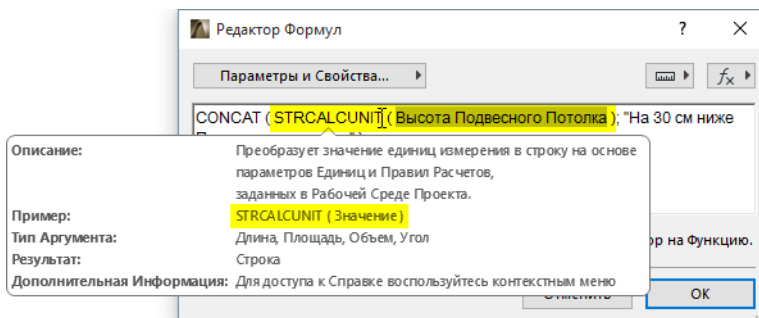 Редактор Формул
? ×
Параметры и Свойства...
fx
CONCAT ( STRCALCUNIT ( Высота Подвесного Потолка ); "На 30 см ниже
Описание: Преобразует значение единиц измерения в строку на основе
параметров Единиц и Правил Расчетов,
заданных в Рабочей Среде Проекта.
Пример: STRCALCUNIT ( Значение )
Тип Аргумента: Длина, Площадь, Объем, Угол
ор на Функцию.
Результат: Строка
Дополнительная Информация: Для доступа к Справке воспользуйтесь контекстным меню
OK